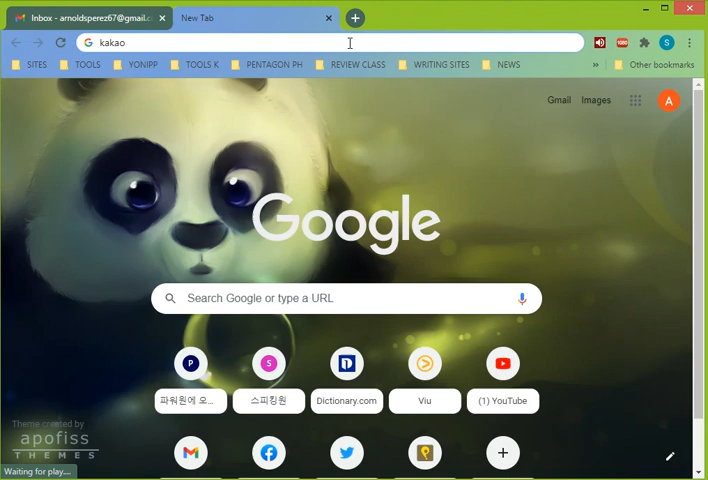 Inbox - arnoldsperez67@gmail.c
New Tab
kakao
SITES
TOOLS
YONIPP
TOOLS K
PENTAGON PH
REVIEW CLASS
WRITING SITES
NEWS
»
Other bookmarks
1080
S
Gmail
Images
A
Google
Search Google or type a URL
P
S
파워원에 오...
스피킹원
Dictionary.com
Viu
(1) YouTube
Theme created by
apofiss
THEMES
Waiting for play....